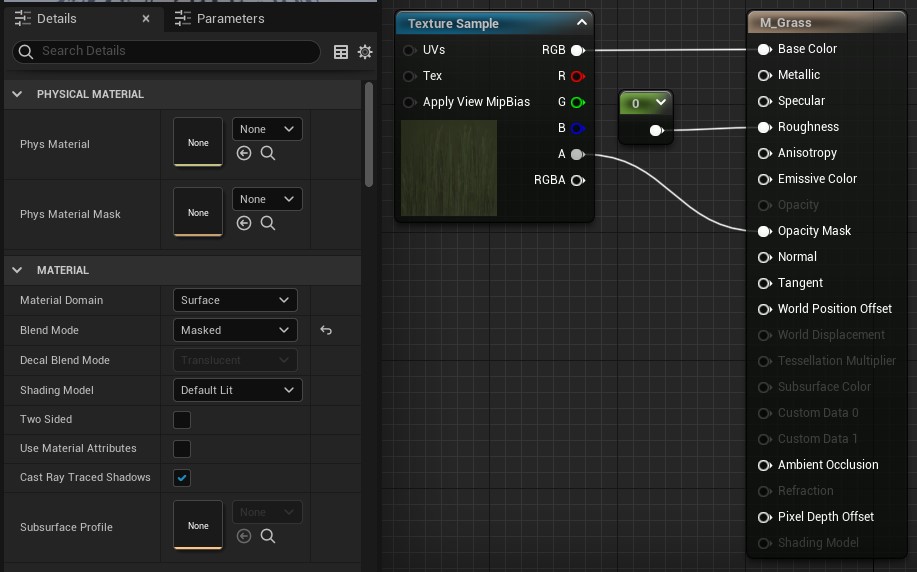 Details
Parameters
Search Details
PHYSICAL MATERIAL
Phys Material
None
None
Phys Material Mask
None
None
MATERIAL
Material Domain
Surface
Blend Mode
Masked
Decal Blend Mode
Translucent
Shading Model
Default Lit
Two Sided
Use Material Attributes
Cast Ray Traced Shadows
Subsurface Profile
None
None
Texture Sample
UVs
RGB
Tex
R
Apply View MipBias
G
B
A
RGBA
0
M_Grass
Base Color
Metallic
Specular
Roughness
Anisotropy
Emissive Color
Opacity
Opacity Mask
Normal
Tangent
World Position Offset
World Displacement
Tessellation Multiplier
Subsurface Color
Custom Data 0
Custom Data 1
Ambient Occlusion
Refraction
Pixel Depth Offset
Shading Model